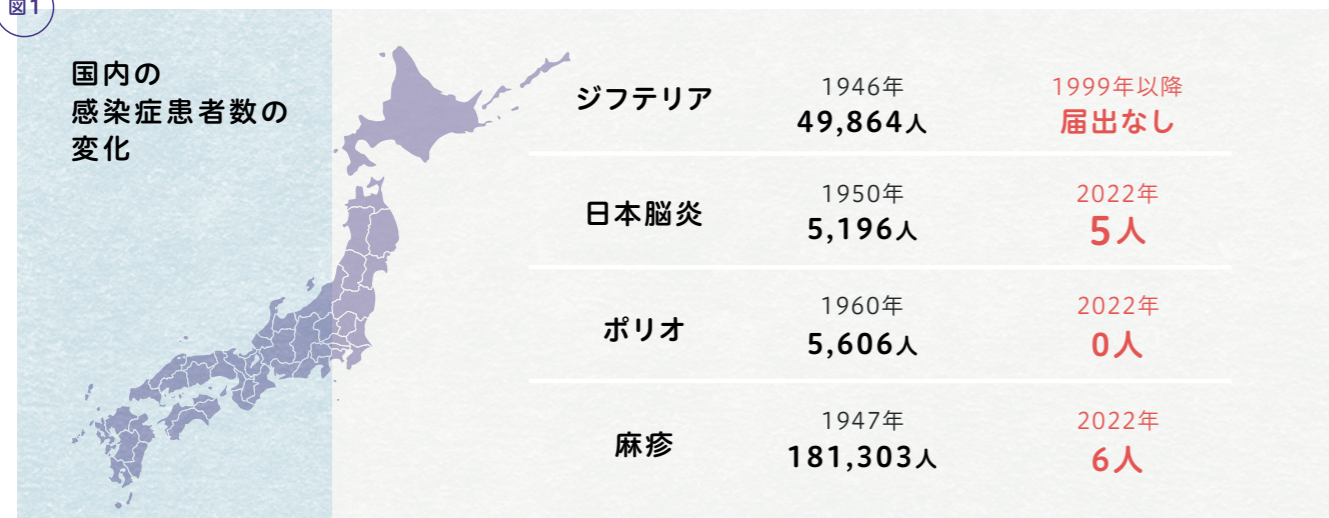 図1
国内の
感染症患者数の
変化
ジフテリア
1946年
49,864人
1999年以降
届出なし
日本脳炎
1950年
5,196人
2022年
5人
ポリオ
1960年
5,606人
2022年
0人
麻疹
1947年
181,303人
2022年
6人